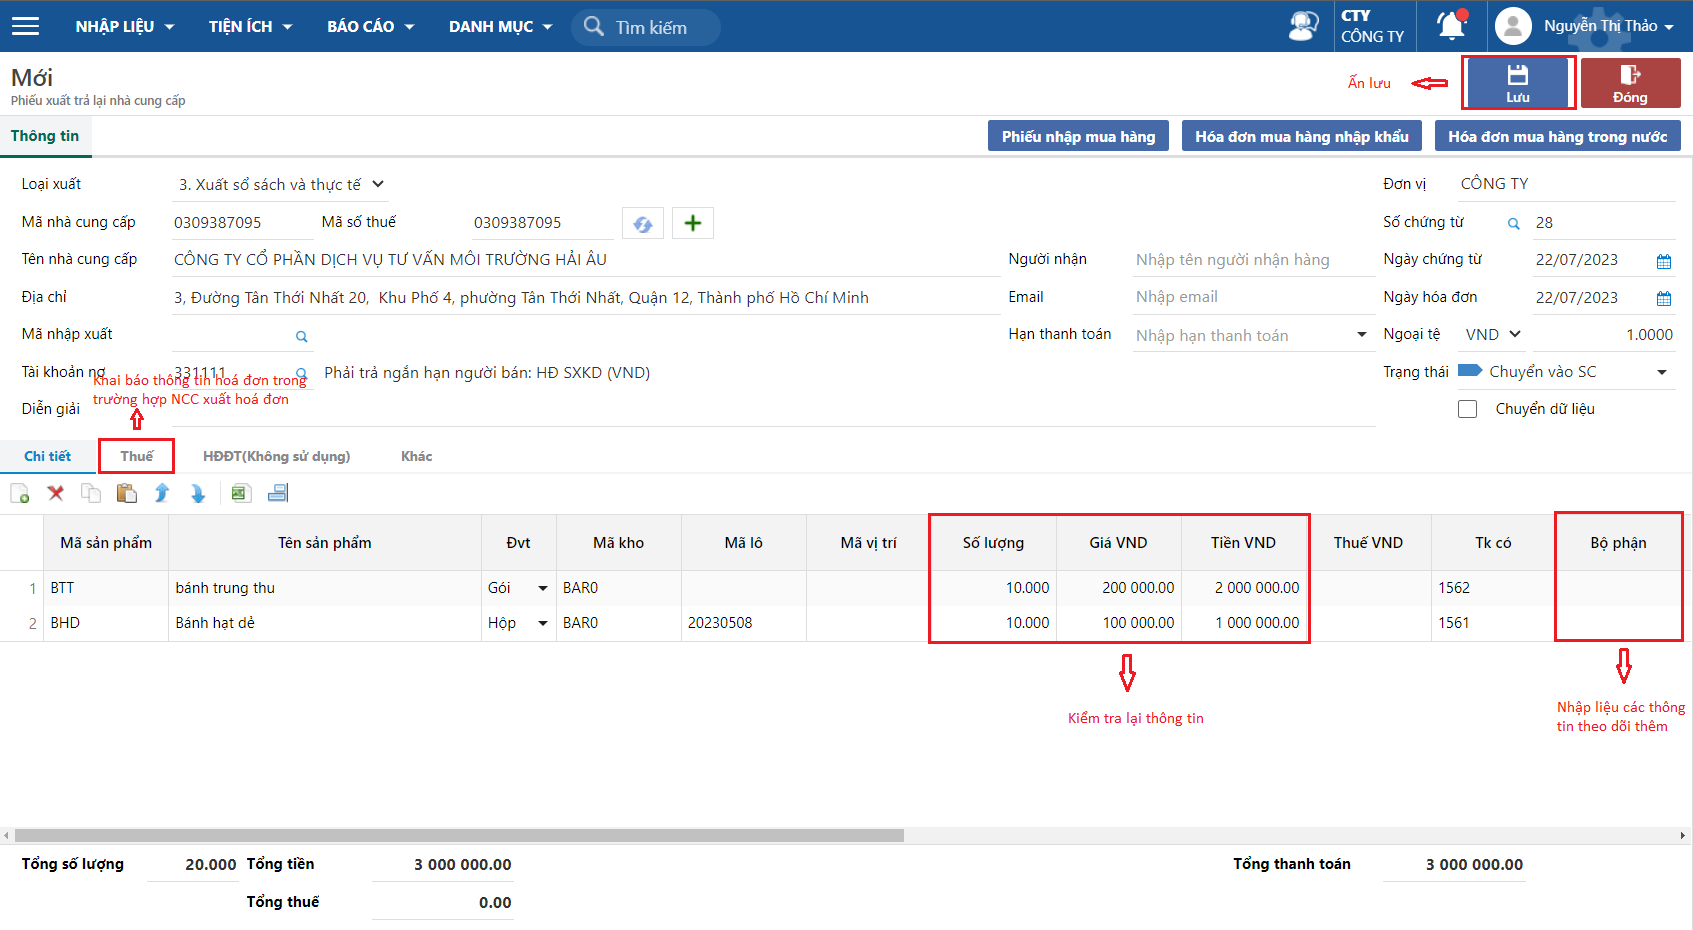 NHẬP LIỆU TIỆN ÍCH BÁO CÁO DANH MỤC Tìm kiếm CTY CÔNG TY Nguyễn Thị Thảo
Mới
Phiếu xuất trả lại nhà cung cấp
Ấn lưu Lưu Đóng
Thông tin Phiếu nhập mua hàng Hóa đơn mua hàng nhập khẩu Hóa đơn mua hàng trong nước
Loại xuất 3. Xuất sổ sách và thực tế Đơn vị CÔNG TY
Mã nhà cung cấp 0309387095 Mã số thuế 0309387095 Số chứng từ 28
Tên nhà cung cấp CÔNG TY CỔ PHẦN DỊCH VỤ TƯ VẤN MÔI TRƯỜNG HẢI ÂU Người nhận Nhập tên người nhận hàng Ngày chứng từ 22/07/2023
Địa chỉ 3, Đường Tân Thới Nhất 20, Khu Phố 4, phường Tân Thới Nhất, Quận 12, Thành phố Hồ Chí Minh Email Nhập email Ngày hóa đơn 22/07/2023
Mã nhập xuất Hạn thanh toán Nhập hạn thanh toán Ngoại tệ VND 1.0000
Tài khoản nợ 331111 Phải trả ngắn hạn người bán: HĐ SXKD (VND) Trạng thái Chuyển vào SC
Khai báo thông tin hoá đơn trong
trường hợp NCC xuất hoá đơn
Diễn giải Chuyển dữ liệu
Chi tiết Thuế HĐĐT(Không sử dụng) Khác
Mã sản phẩm Tên sản phẩm Đvt Mã kho Mã lô Mã vị trí Số lượng Giá VND Tiền VND Thuế VND Tk có Bộ phận
1 BTT bánh trung thu Gói BAR0 10.000 200 000.00 2 000 000.00 1562
2 BHD Bánh hạt dẻ Hộp BAR0 20230508 10.000 100 000.00 1 000 000.00 1561
Kiểm tra lại thông tin
Nhập liệu các thông
tin theo dõi thêm
Tổng số lượng 20.000 Tổng tiền 3 000 000.00 Tổng thanh toán 3 000 000.00
Tổng thuế 0.00